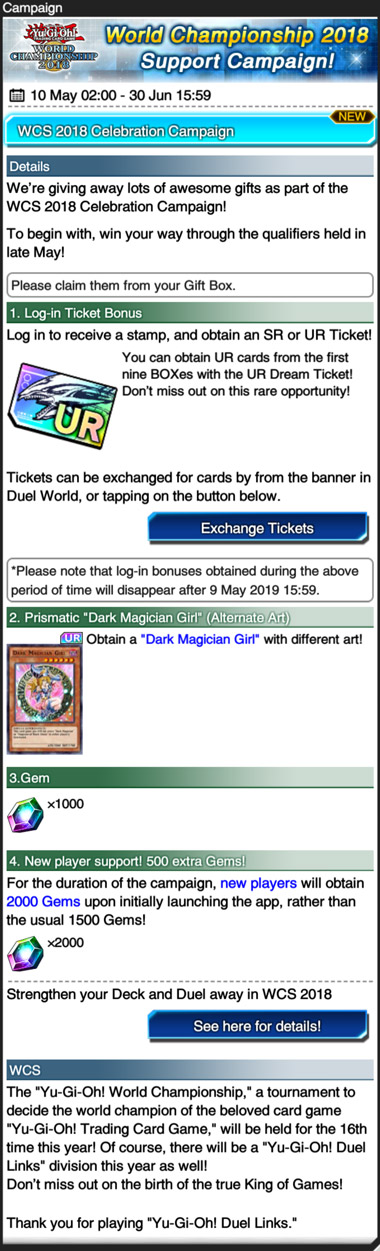 Campaign
Yu-Gi-Oh!
TRADING CARD GAME
WORLD
CHAMPIONSHIP
2018
World Championship 2018
Support Campaign!
10 May 02:00 - 30 Jun 15:59
NEW
WCS 2018 Celebration Campaign
Details
We're giving away lots of awesome gifts as part of the
WCS 2018 Celebration Campaign!
To begin with, win your way through the qualifiers held in
late May!
Please claim them from your Gift Box.
1. Log-in Ticket Bonus
Log in to receive a stamp, and obtain an SR or UR Ticket!
UR
You can obtain UR cards from the first
nine BOXes with the UR Dream Ticket!
Don't miss out on this rare opportunity!
Tickets can be exchanged for cards by from the banner in
Duel World, or tapping on the button below.
Exchange Tickets
*Please note that log-in bonuses obtained during the above
period of time will disappear after 9 May 2019 15:59.
2. Prismatic "Dark Magician Girl" (Alternate Art)
UR
DARK MAGICIAN GIRL
Obtain a "Dark Magician Girl" with different art!
3.Gem
×1000
4. New player support! 500 extra Gems!
For the duration of the campaign, new players will obtain
2000 Gems upon initially launching the app, rather than
the usual 1500 Gems!
×2000
Strengthen your Deck and Duel away in WCS 2018
See here for details!
WCS
The "Yu-Gi-Oh! World Championship," a tournament to
decide the world champion of the beloved card game
"Yu-Gi-Oh! Trading Card Game," will be held for the 16th
time this year! Of course, there will be a "Yu-Gi-Oh! Duel
Links" division this year as well!
Don't miss out on the birth of the true King of Games!
Thank you for playing "Yu-Gi-Oh! Duel Links."